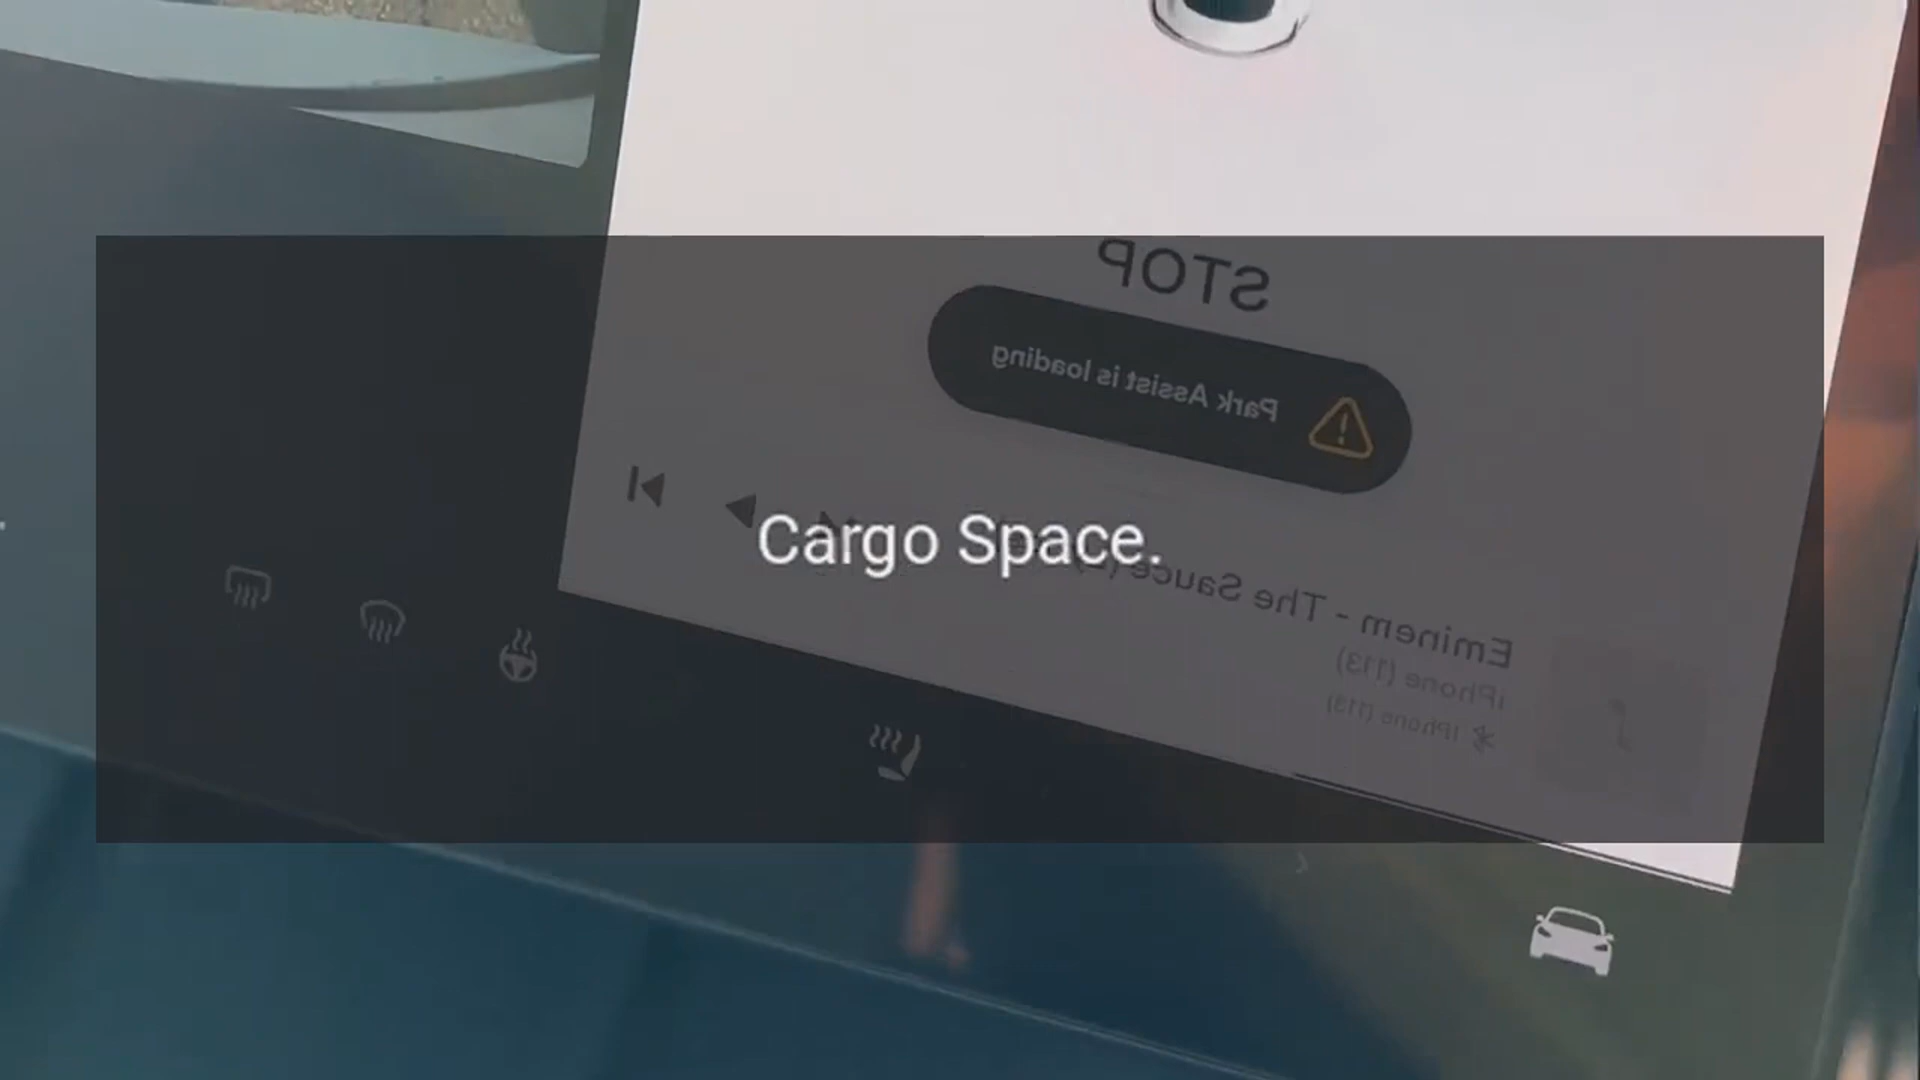 STOP
Park Assist is loading
Cargo Space.
Eminem - The Sauce
iPhone (113)
iPhone (113)